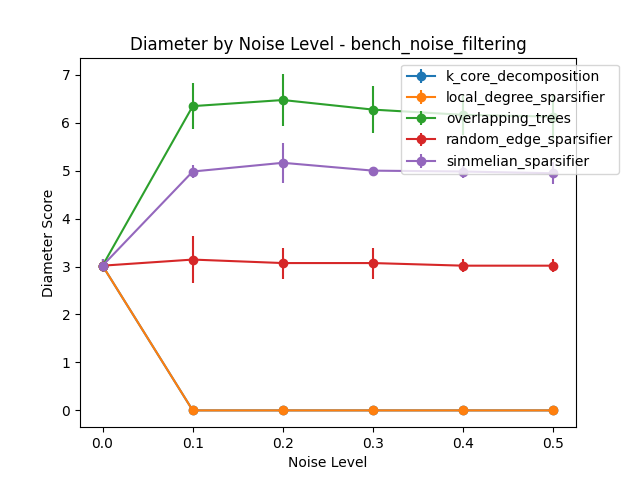 Diameter by Noise Level - bench_noise_filtering
k_core_decomposition
local_degree_sparsifier
overlapping_trees
random_edge_sparsifier
simmelian_sparsifier
Diameter Score
7
6
5
4
3
2
1
0
0.0 0.1 0.2 0.3 0.4 0.5
Noise Level